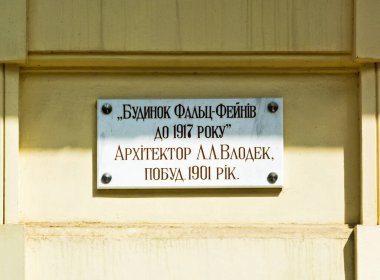 „Будинок Фальц-Фейнів
до 1917 року"
Архітектор Л.Л.Влодек,
побуд. 1901 рік.